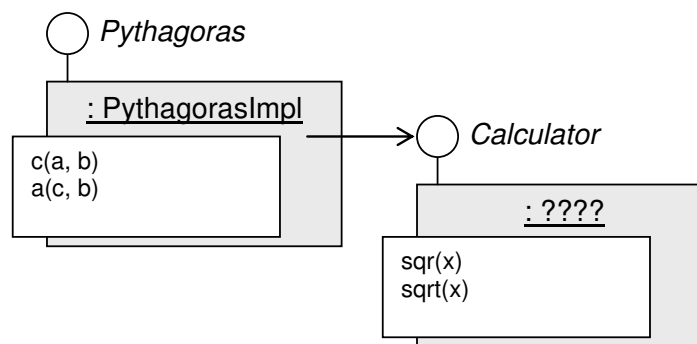 Pythagoras
: PythagorasImpl
c(a, b)
a(c, b)
Calculator
: ????
sqr(x)
sqrt(x)